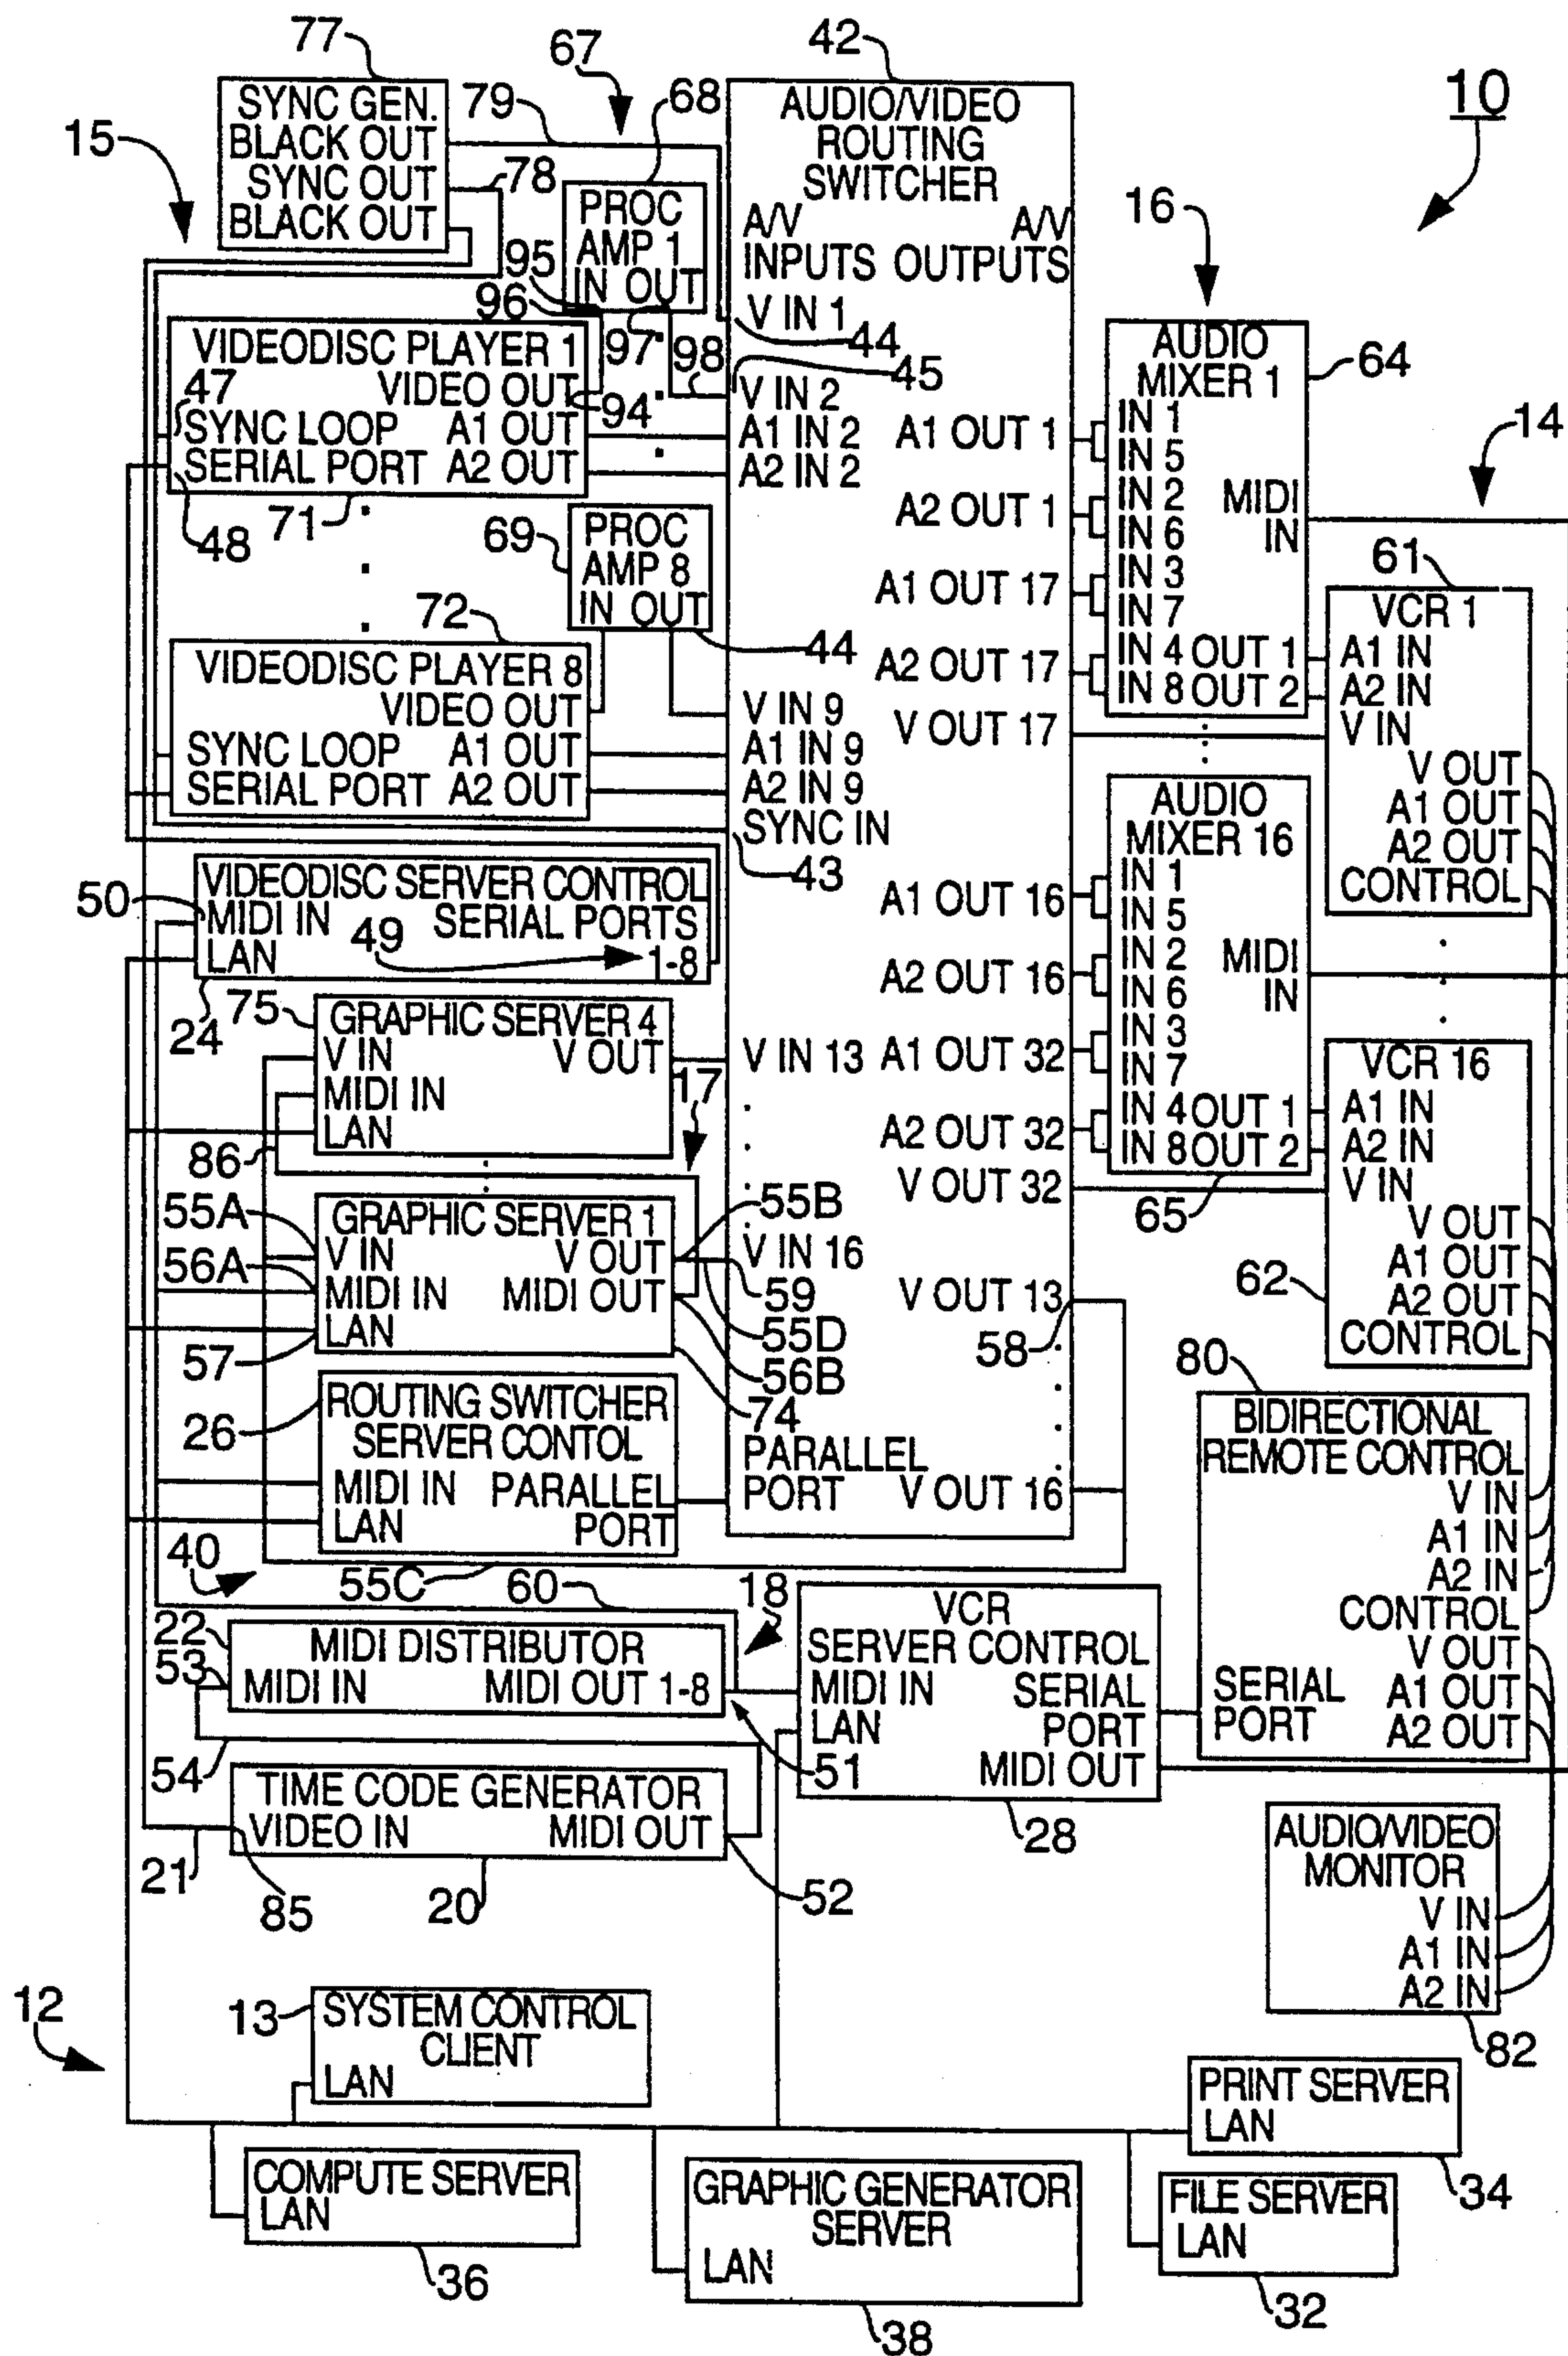 77
SYNC GEN.
BLACK OUT
SYNC OUT
BLACK OUT
15
79
78
67
68
PROC
AMP 1
IN OUT
95
96
97
98
10
42
AUDIO/VIDEO
ROUTING
SWITCHER
A/V A/V
INPUTS OUTPUTS
V IN 1
44
45
V IN 2
A1 IN 2
A2 IN 2
A1 OUT 1
A2 OUT 1
A1 OUT 17
A2 OUT 17
V OUT 17
V IN 9
A1 IN 9
A2 IN 9
SYNC IN
43
A1 OUT 16
A2 OUT 16
V IN 13
A1 OUT 32
A2 OUT 32
V OUT 32
V IN 16
V OUT 13
58
PARALLEL
PORT
V OUT 16
VIDEODISC PLAYER 1
VIDEO OUT
94
47
SYNC LOOP A1 OUT
SERIAL PORT A2 OUT
48
71
69
PROC
AMP 8
IN OUT
44
72
VIDEODISC PLAYER 8
VIDEO OUT
SYNC LOOP A1 OUT
SERIAL PORT A2 OUT
VIDEODISC SERVER CONTROL
50
MIDI IN SERIAL PORTS
49
LAN 1-8
24
75
GRAPHIC SERVER 4
V IN V OUT
17
MIDI IN
LAN
86
55A
GRAPHIC SERVER 1
55B
V IN V OUT
56A
MIDI IN MIDI OUT
59
LAN
55D
57
56B
74
26
ROUTING SWITCHER
SERVER CONTOL
MIDI IN PARALLEL
LAN PORT
40
55C
60
18
22
MIDI DISTRIBUTOR
53
MIDI IN MIDI OUT 1-8
51
54
TIME CODE GENERATOR
VIDEO IN MIDI OUT
21
85
20
52
VCR
SERVER CONTROL
MIDI IN SERIAL
LAN PORT
MIDI OUT
28
16
AUDIO
MIXER 1
64
IN 1
IN 5
IN 2 MIDI
IN 6 IN
IN 3
IN 7
IN 4 OUT 1
IN 8 OUT 2
14
61
VCR 1
A1 IN
A2 IN
V IN
V OUT
A1 OUT
A2 OUT
CONTROL
AUDIO
MIXER 16
IN 1
IN 5
IN 2 MIDI
IN 6 IN
IN 3
IN 7
IN 4 OUT 1
IN 8 OUT 2
65
VCR 16
A1 IN
A2 IN
V IN
V OUT
A1 OUT
62
A2 OUT
CONTROL
80
BIDIRECTIONAL
REMOTE CONTROL
V IN
A1 IN
A2 IN
CONTROL
V OUT
SERIAL A1 OUT
PORT A2 OUT
AUDIO/VIDEO
MONITOR
V IN
A1 IN
A2 IN
82
12
13
SYSTEM CONTROL
CLIENT
LAN
COMPUTE SERVER
LAN
36
GRAPHIC GENERATOR
SERVER
LAN
38
PRINT SERVER
LAN
34
FILE SERVER
LAN
32